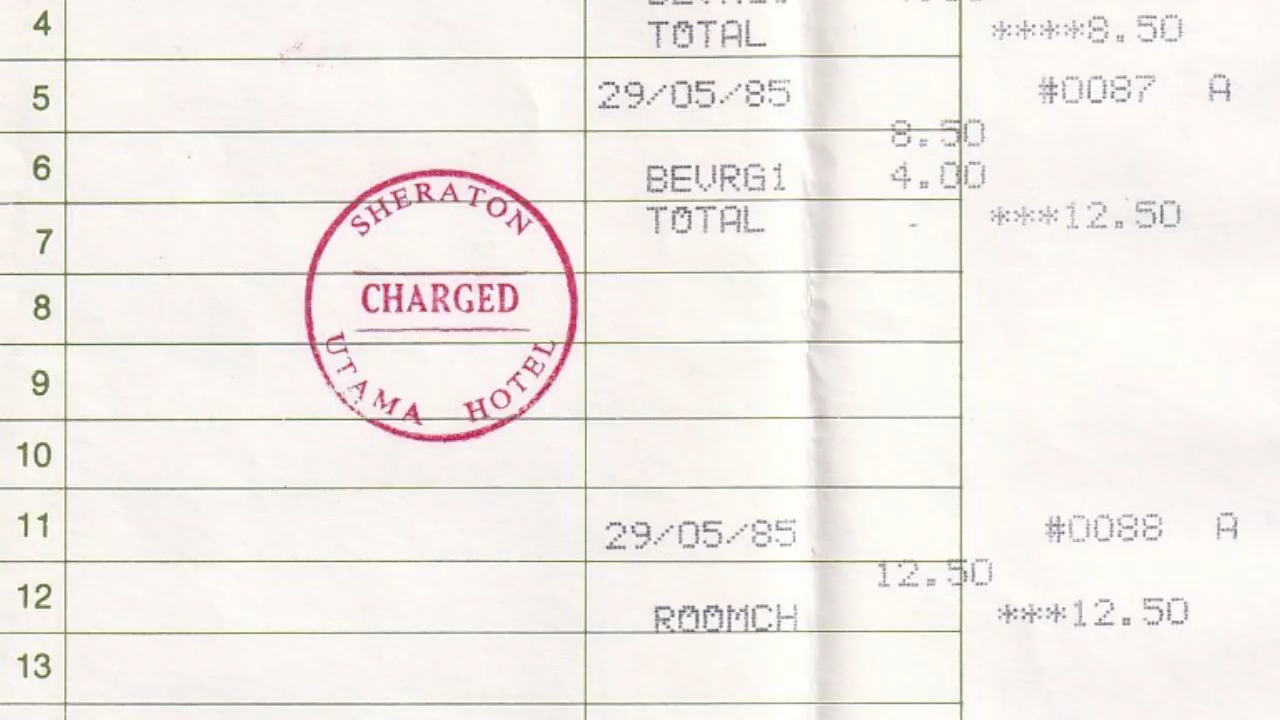 4 TOTAL ****8.50
5 29/05/85 #0087 A
8.50
6 BEVRG1 4.00
7 TOTAL - ***12.50
SHERATON
8 CHARGED
UTAMA HOTEL
9
10
11 29/05/85 #0088 A
12.50
12 ROOMCH ***12.50
13